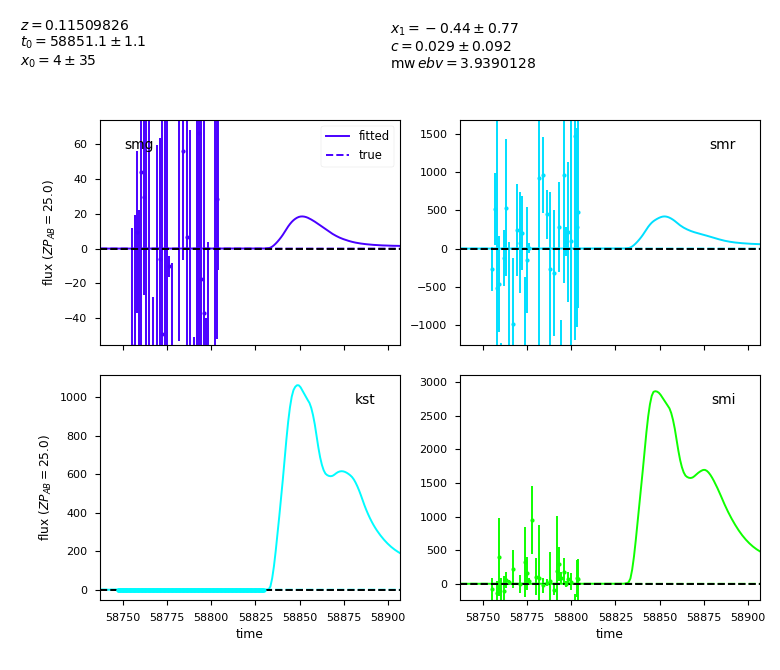 z = 0.11509826
t₀ = 58851.1 ± 1.1
x₀ = 4 ± 35
x₁ = −0.44 ± 0.77
c = 0.029 ± 0.092
mw ebv = 3.9390128
smg
fitted
true
60
40
20
0
−20
−40
flux (ZP_AB = 25.0)
smr
1500
1000
500
0
−500
−1000
kst
1000
800
600
400
200
0
flux (ZP_AB = 25.0)
58750 58775 58800 58825 58850 58875 58900
time
smi
3000
2500
2000
1500
1000
500
0
58750 58775 58800 58825 58850 58875 58900
time